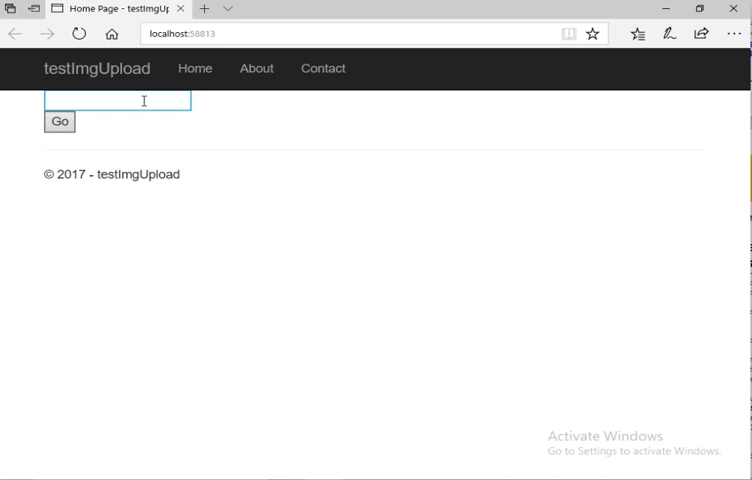 Home Page - testImgUp
localhost:58813
testImgUpload Home About Contact
Go
© 2017 - testImgUpload
Activate Windows
Go to Settings to activate Windows.